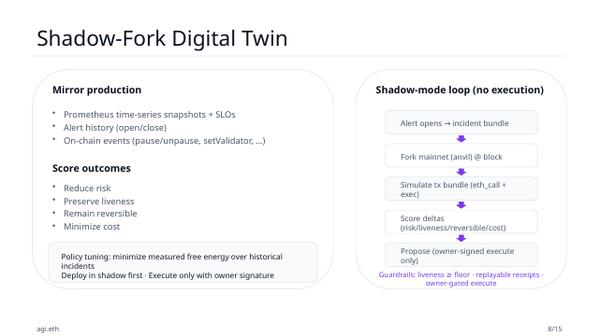 Shadow-Fork Digital Twin
Mirror production
• Prometheus time-series snapshots + SLOs
• Alert history (open/close)
• On-chain events (pause/unpause, setValidator, …)
Score outcomes
• Reduce risk
• Preserve liveness
• Remain reversible
• Minimize cost
Policy tuning: minimize measured free energy over historical
incidents
Deploy in shadow first · Execute only with owner signature
Shadow-mode loop (no execution)
Alert opens → incident bundle
Fork mainnet (anvil) @ block
Simulate tx bundle (eth_call +
exec)
Score deltas
(risk/liveness/reversible/cost)
Propose (owner-signed execute
only)
Guardrails: liveness ≥ floor · replayable receipts ·
owner-gated execute
agi.eth
8/15